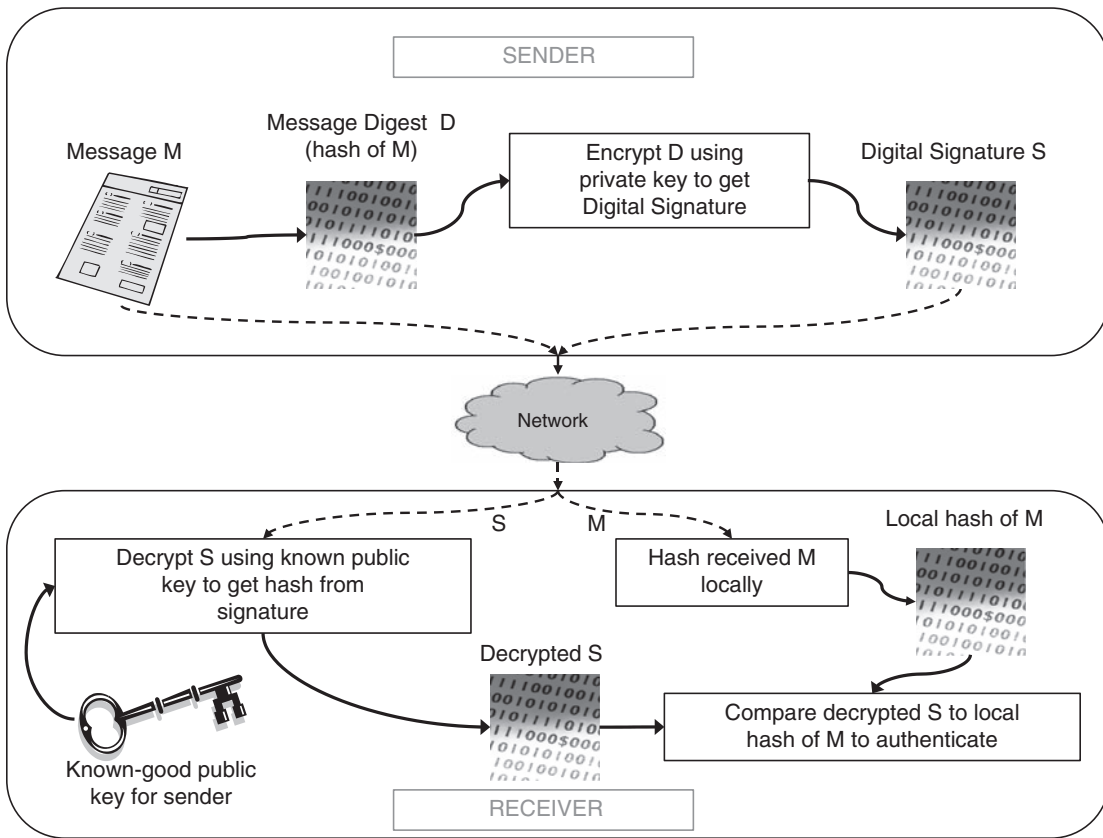 SENDER
Message M
Message Digest D
(hash of M)
Encrypt D using
private key to get
Digital Signature
Digital Signature S
Network
S
M
Decrypt S using known public
key to get hash from
signature
Hash received M
locally
Local hash of M
Decrypted S
Known-good public
key for sender
Compare decrypted S to local
hash of M to authenticate
RECEIVER